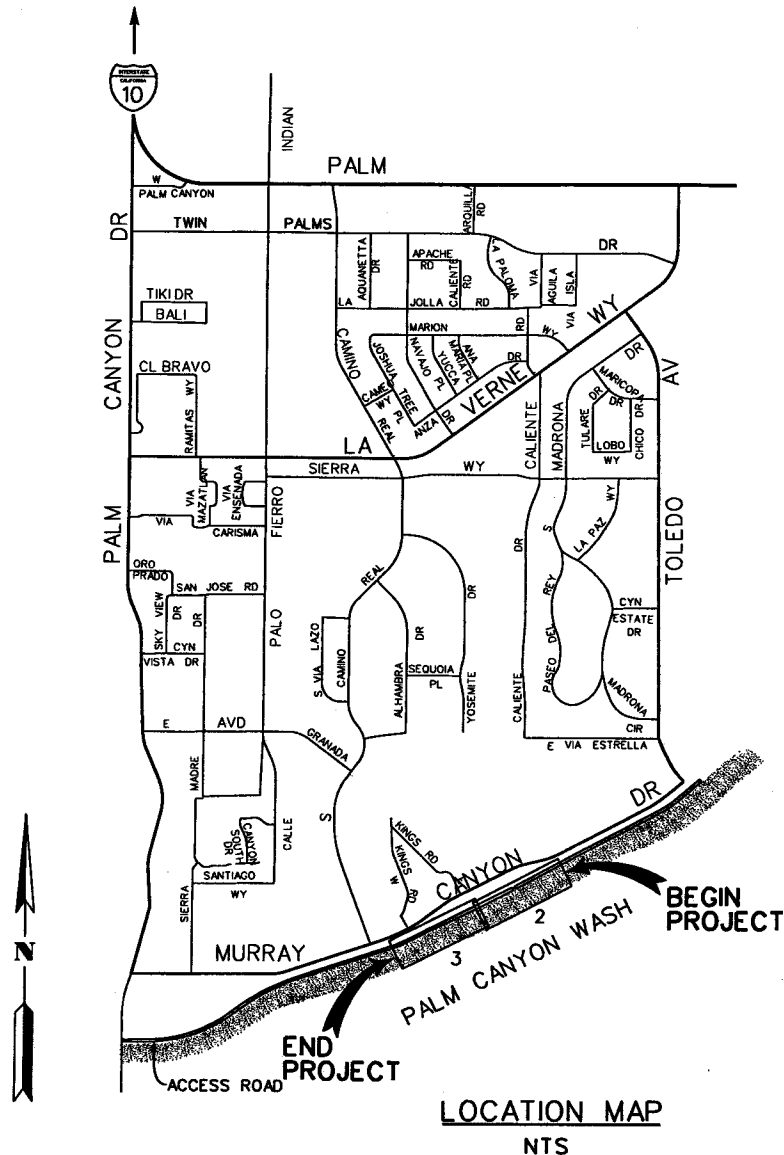 INTERSTATE
CALIFORNIA
10
INDIAN
PALM
W
PALM CANYON
DR
TWIN
PALMS
ARQUILLA
RD
DR
LA
AQUANETTA
DR
APACHE
RD
CALIENTE
RD
LA PALOMA
VIA
AGUILA
ISLA
VIA
JOLLA
RD
TIKI DR
BALI
CANYON
MARION
RD
WY
WY
CAMINO
REAL
JOSHUA
TREE
PL
CAMEO
WY
NAVAJO
PL
YUCCA
ANA
MARIA PL
ANZA
DR
DR
LA
VERNE
CL BRAVO
RAMITAS WY
DR
AV
MARICOPA
DR
TULARE
DR
LOBO
WY
CHICO DR
CALIENTE
MADRONA
SIERRA
WY
PALM
VIA
MAZATLAN
VIA
ENSENADA
VIA
CARISMA
FIERRO
S
LA PAZ
WY
TOLEDO
ORO
PRADO
SAN JOSE RD
SKY VIEW
DR
DR
CYN
VISTA DR
PALO
REAL
S VIA LAZO
CAMINO
ALHAMBRA
DR
SEQUOIA
PL
YOSEMITE
DR
CALIENTE
DR
PASEO DEL REY
CYN
ESTATE
DR
MADRONA
CIR
E VIA ESTRELLA
E
AVD
GRANADA
MADRE
CANYON
SOUTH
DR
CALLE
SANTIAGO
WY
SIERRA
S
KINGS RD
W KINGS RD
DR
CANYON
MURRAY
BEGIN
PROJECT
2
3
PALM CANYON WASH
END
PROJECT
ACCESS ROAD
N
LOCATION MAP
NTS